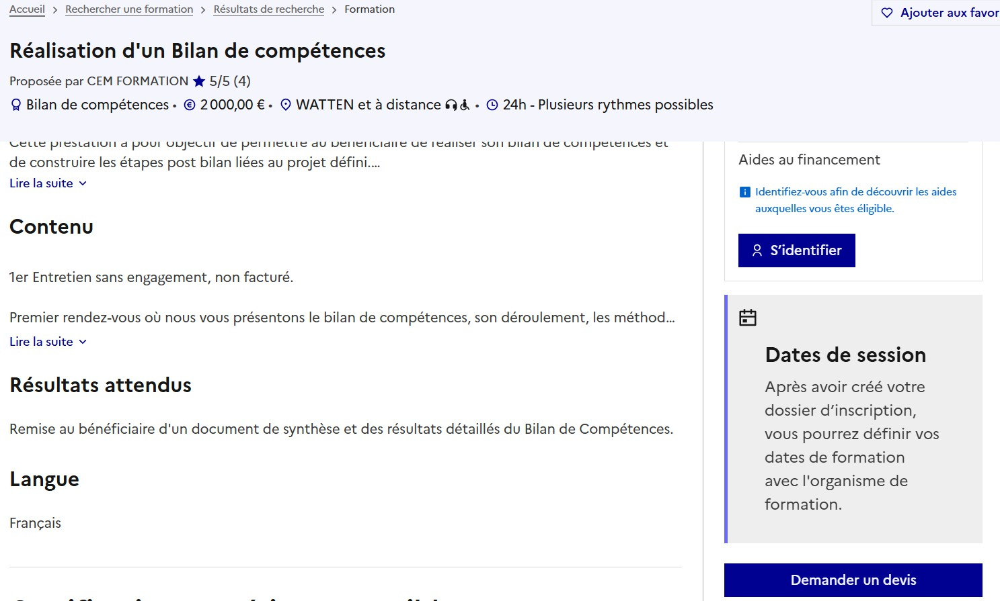 Accueil > Rechercher une formation > Résultats de recherche > Formation
Ajouter aux favor
Réalisation d'un Bilan de compétences
Proposée par CEM FORMATION ★ 5/5 (4)
Bilan de compétences • 2 000,00 € • WATTEN et à distance • 24h - Plusieurs rythmes possibles
Cette prestation a pour objectif de permettre au bénéficiaire de réaliser son bilan de compétences et
de construire les étapes post bilan liées au projet défini....
Lire la suite
Contenu
1er Entretien sans engagement, non facturé.
Premier rendez-vous où nous vous présentons le bilan de compétences, son déroulement, les méthod...
Lire la suite
Résultats attendus
Remise au bénéficiaire d'un document de synthèse et des résultats détaillés du Bilan de Compétences.
Langue
Français
Aides au financement
Identifiez-vous afin de découvrir les aides
auxquelles vous êtes éligible.
S’identifier
Dates de session
Après avoir créé votre
dossier d’inscription,
vous pourrez définir vos
dates de formation
avec l'organisme de
formation.
Demander un devis